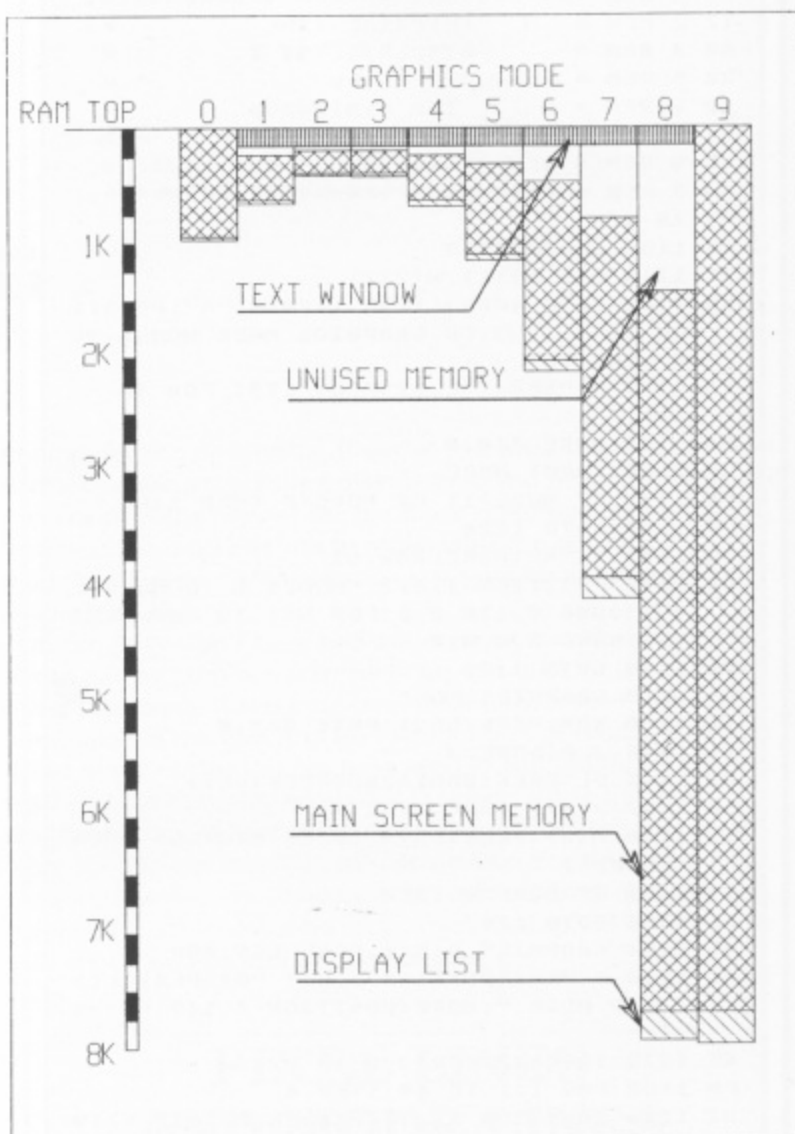 GRAPHICS MODE
RAM TOP 0 1 2 3 4 5 6 7 8 9
1K
TEXT WINDOW
2K
UNUSED MEMORY
3K
4K
5K
6K
MAIN SCREEN MEMORY
7K
DISPLAY LIST
8K